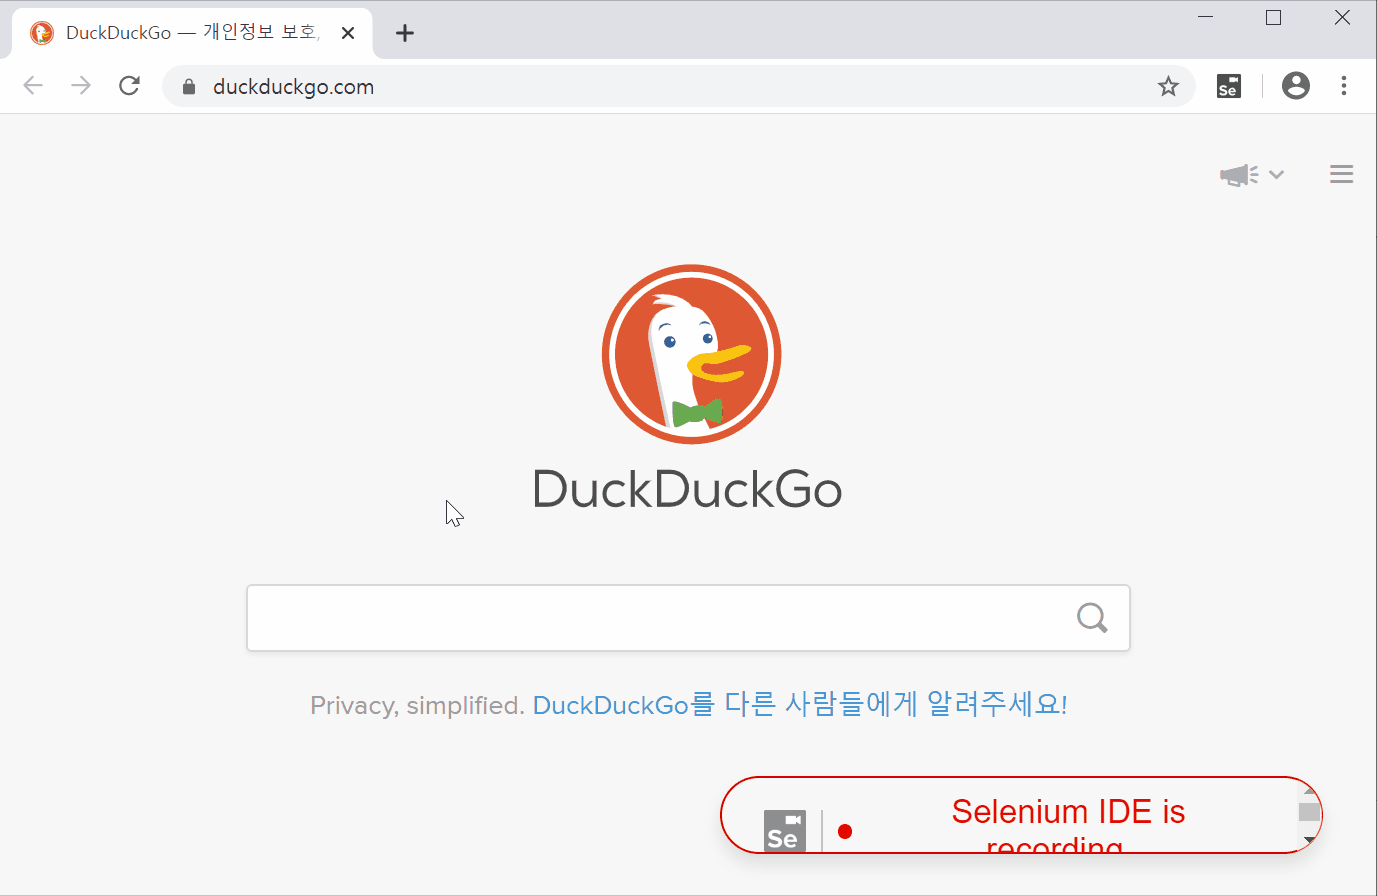 DuckDuckGo — 개인정보 보호,
duckduckgo.com
Se
DuckDuckGo
Privacy, simplified. DuckDuckGo를 다른 사람들에게 알려주세요!
Se
Selenium IDE is
recording